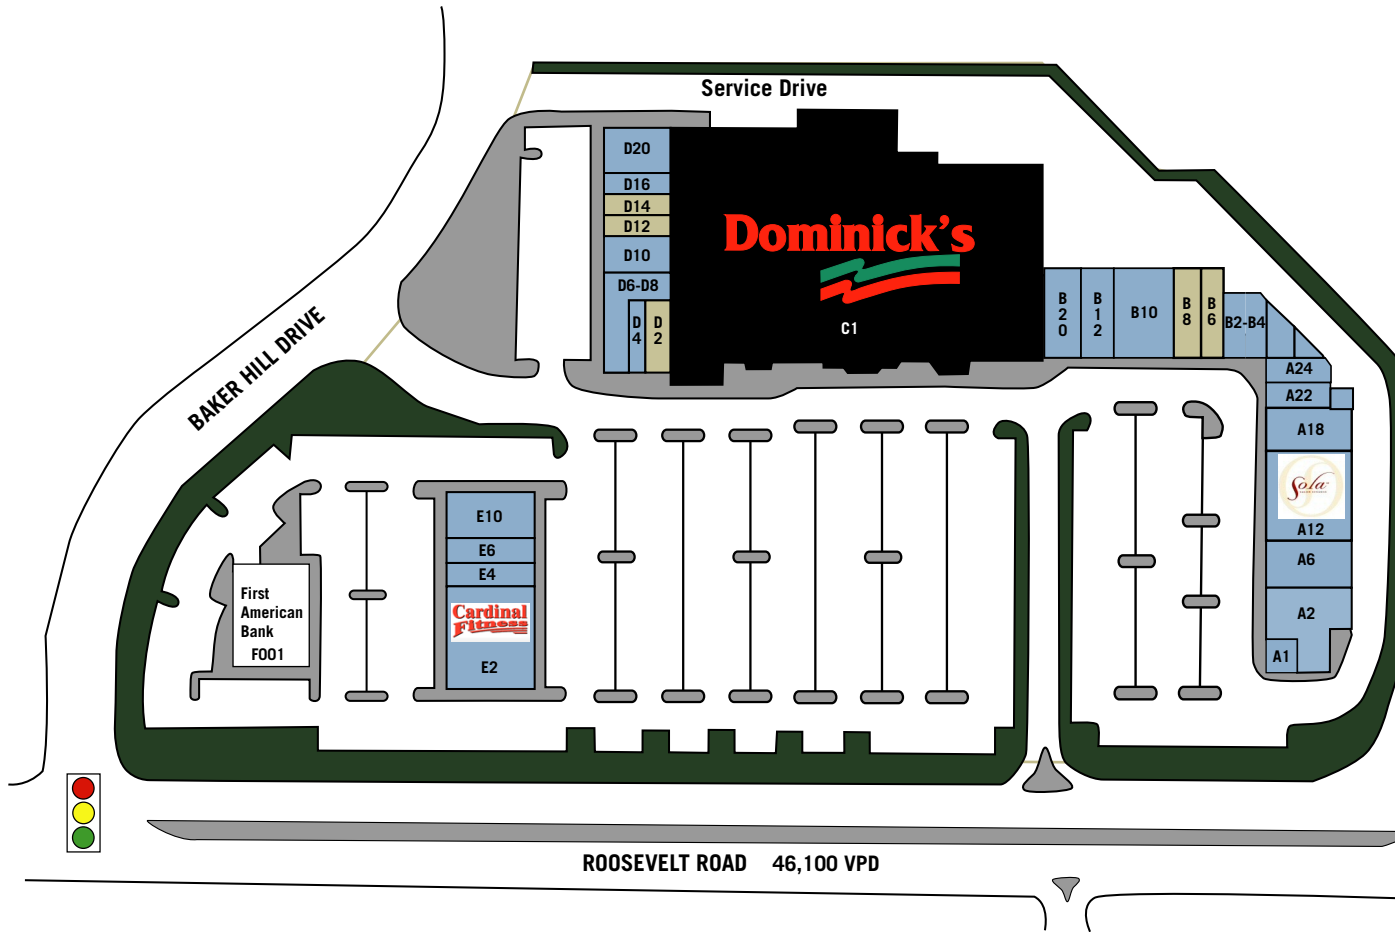 Service Drive
D20
D16
D14
D12
D10
D6-D8
D
4
D
2
Dominick's
C1
B
2
0
B
1
2
B10
B
8
B
6
B2-B4
A24
A22
A18
Sola
A12
A6
A2
A1
BAKER HILL DRIVE
E10
E6
E4
Cardinal
Fitness
E2
First
American
Bank
F001
ROOSEVELT ROAD 46,100 VPD